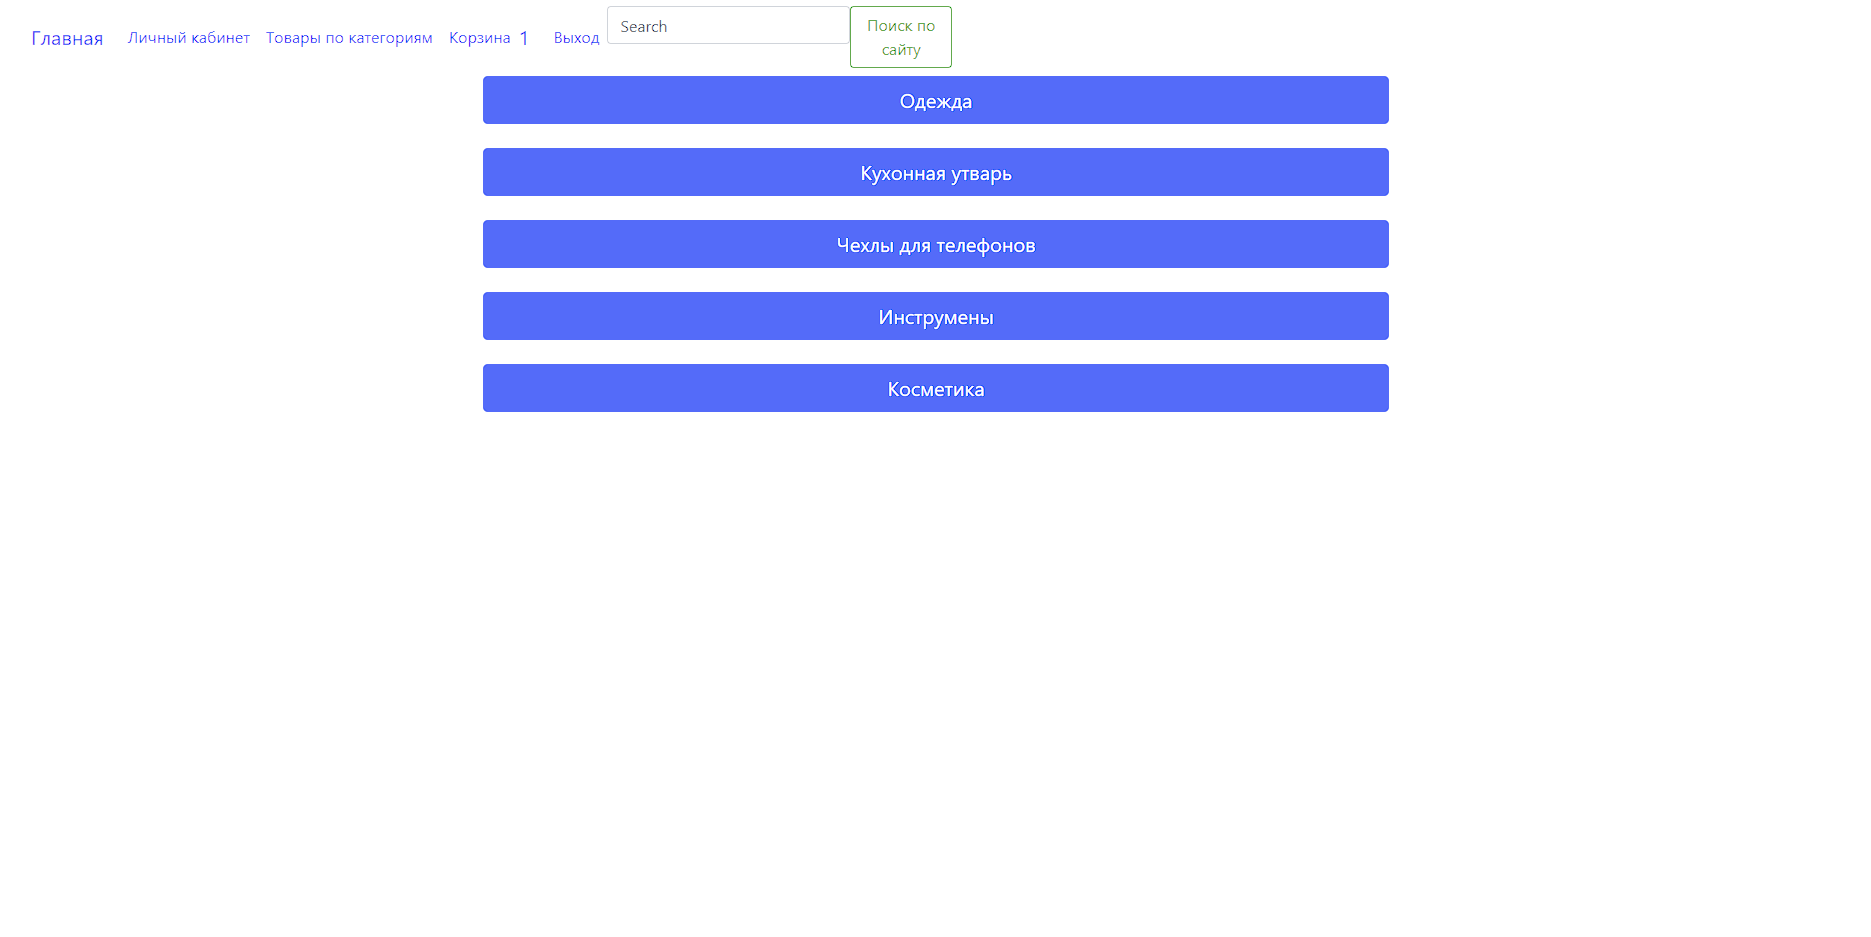 Главная Личный кабинет Товары по категориям Корзина 1 Выход Search Поиск по
сайту
Одежда
Кухонная утварь
Чехлы для телефонов
Инструмены
Косметика